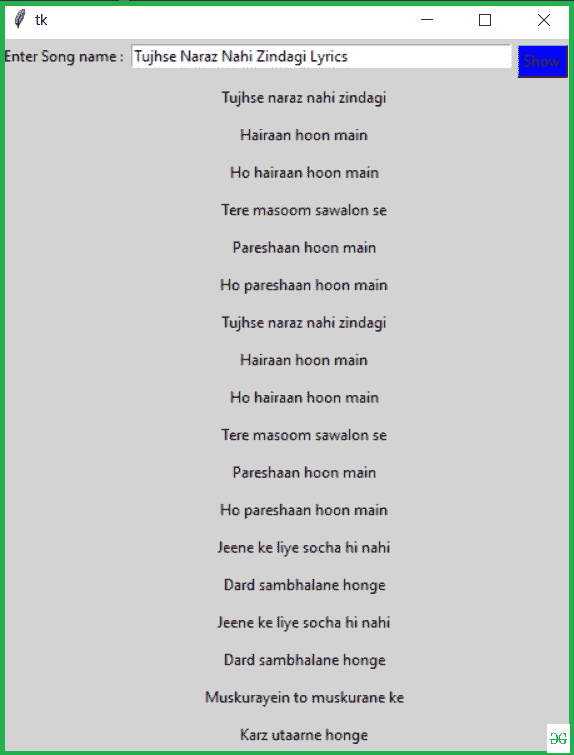 tk
Enter Song name : Tujhse Naraz Nahi Zindagi Lyrics Show
Tujhse naraz nahi zindagi
Hairaan hoon main
Ho hairaan hoon main
Tere masoom sawalon se
Pareshaan hoon main
Ho pareshaan hoon main
Tujhse naraz nahi zindagi
Hairaan hoon main
Ho hairaan hoon main
Tere masoom sawalon se
Pareshaan hoon main
Ho pareshaan hoon main
Jeene ke liye socha hi nahi
Dard sambhalane honge
Jeene ke liye socha hi nahi
Dard sambhalane honge
Muskurayein to muskurane ke
Karz utaarne honge